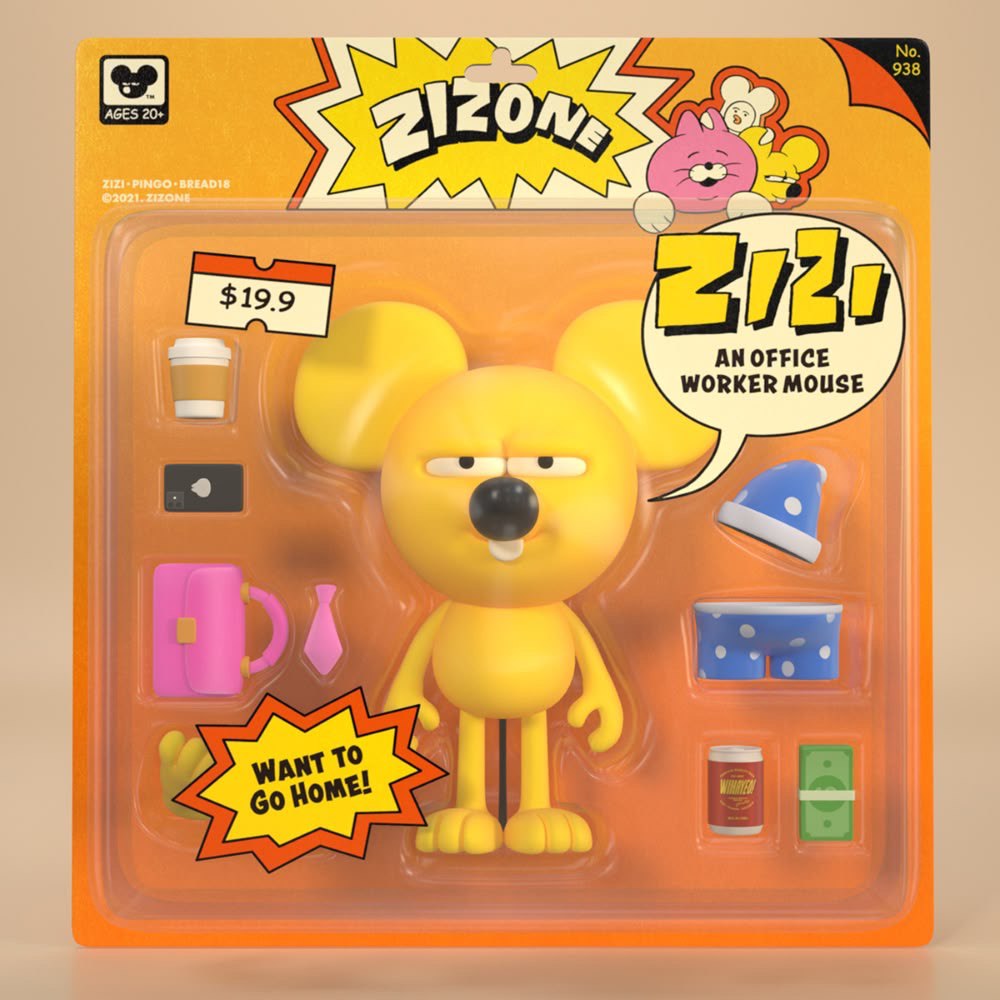 No.
938
ZIZONE
TM
AGES 20+
ZIZI・PINGO・BREAD18
©2021. ZIZONE
$19.9
ZIZI
AN OFFICE
WORKER MOUSE
WANT TO
GO HOME!